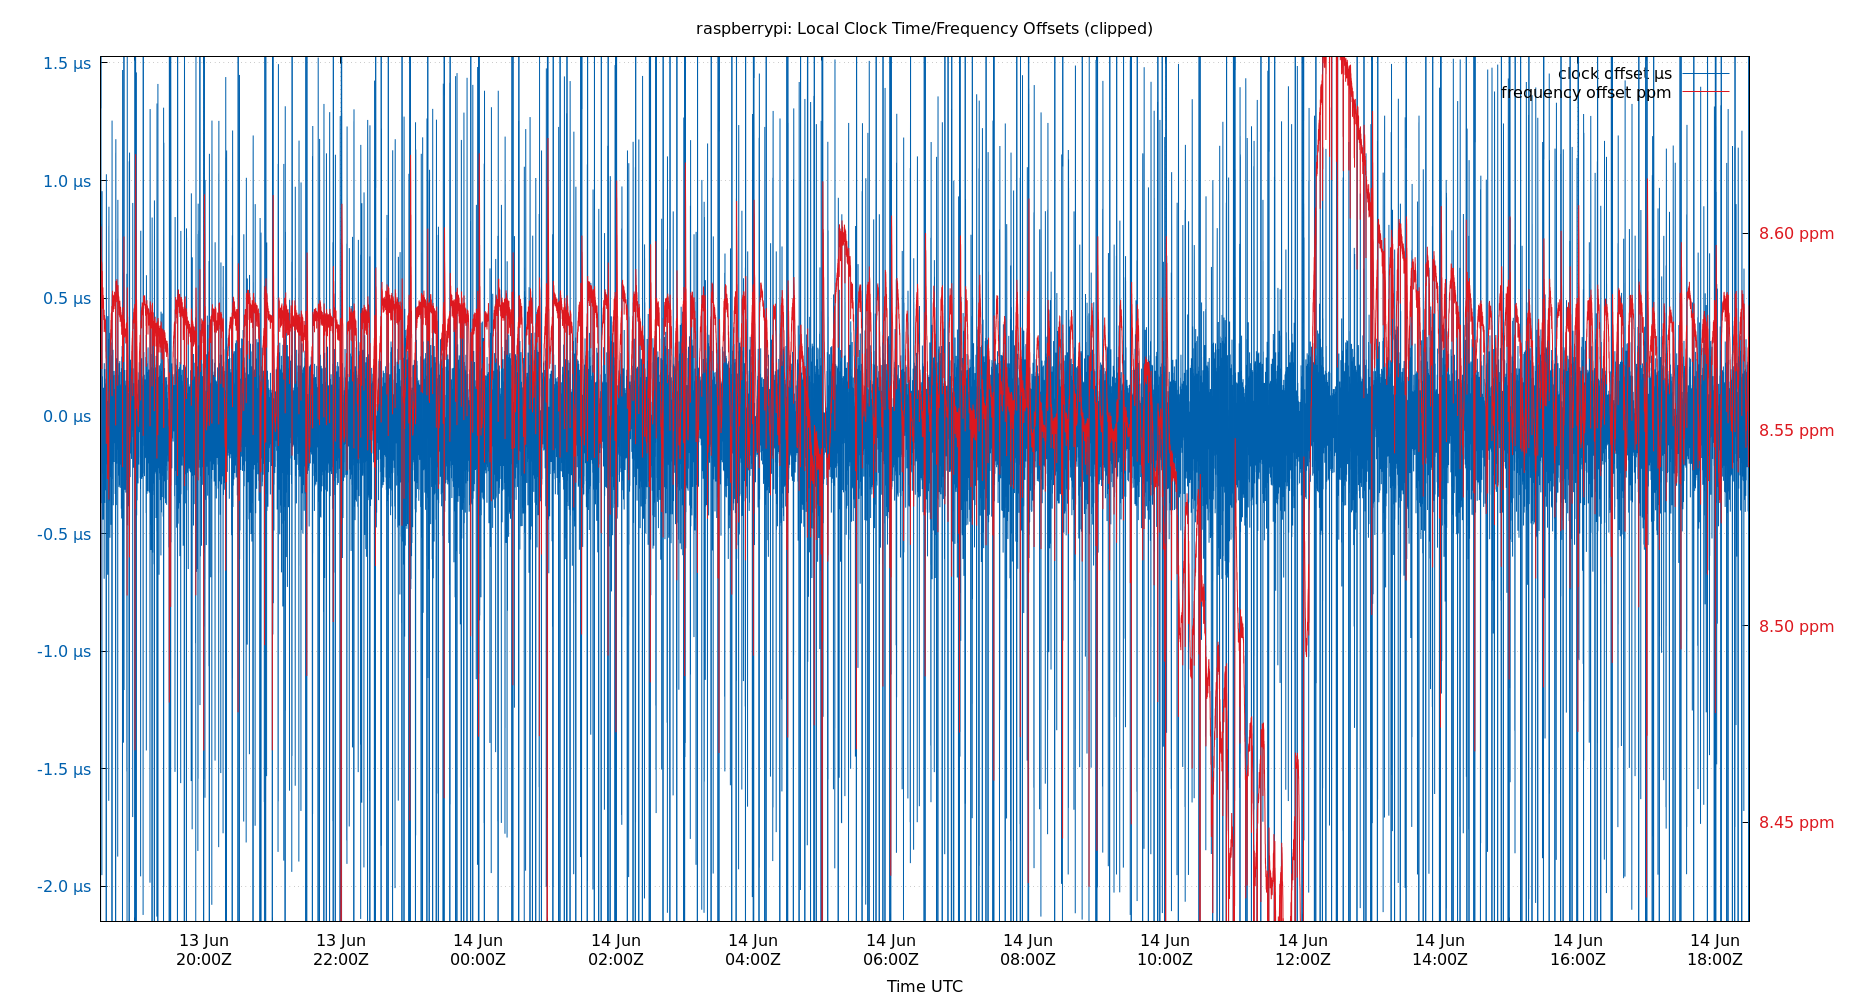 raspberrypi: Local Clock Time/Frequency Offsets (clipped)
clock offset µs
frequency offset ppm
1.5 µs
1.0 µs
0.5 µs
0.0 µs
-0.5 µs
-1.0 µs
-1.5 µs
-2.0 µs
8.60 ppm
8.55 ppm
8.50 ppm
8.45 ppm
13 Jun 13 Jun 14 Jun 14 Jun 14 Jun 14 Jun 14 Jun 14 Jun 14 Jun 14 Jun 14 Jun 14 Jun
20:00Z 22:00Z 00:00Z 02:00Z 04:00Z 06:00Z 08:00Z 10:00Z 12:00Z 14:00Z 16:00Z 18:00Z
Time UTC